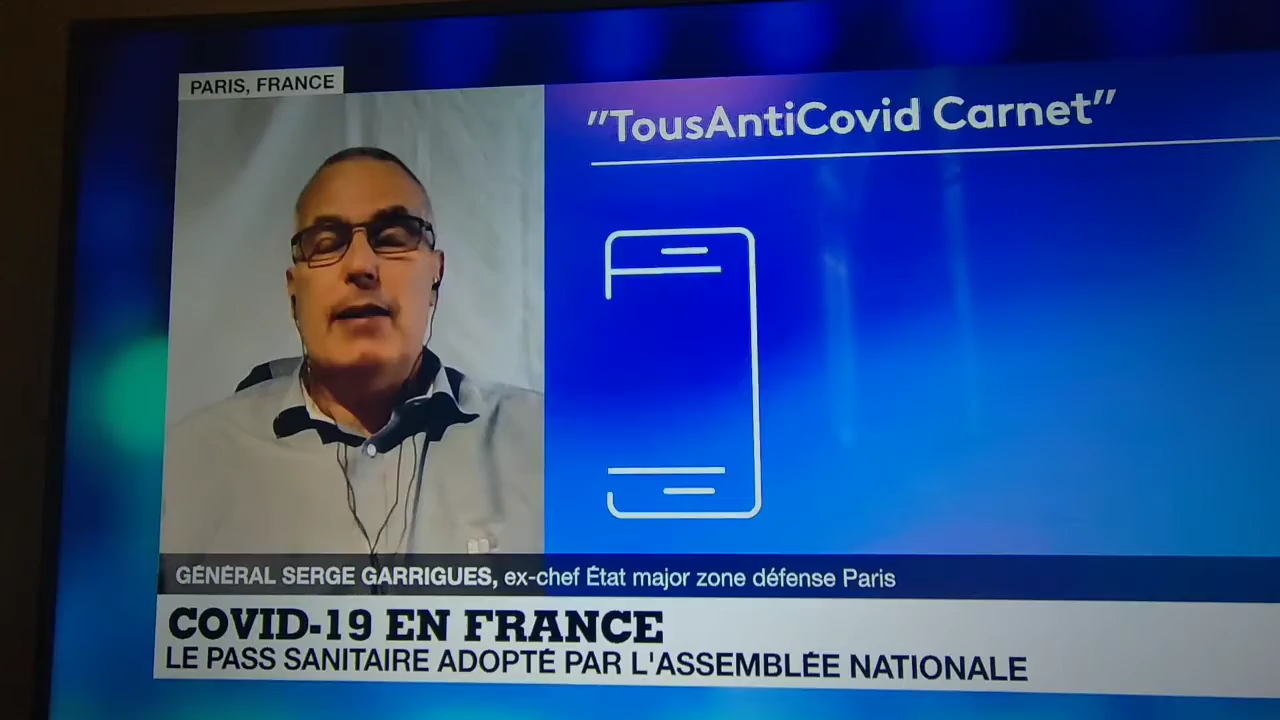 PARIS, FRANCE
"TousAntiCovid Carnet"
GÉNÉRAL SERGE GARRIGUES, ex-chef État major zone défense Paris
COVID-19 EN FRANCE
LE PASS SANITAIRE ADOPTÉ PAR L'ASSEMBLÉE NATIONALE